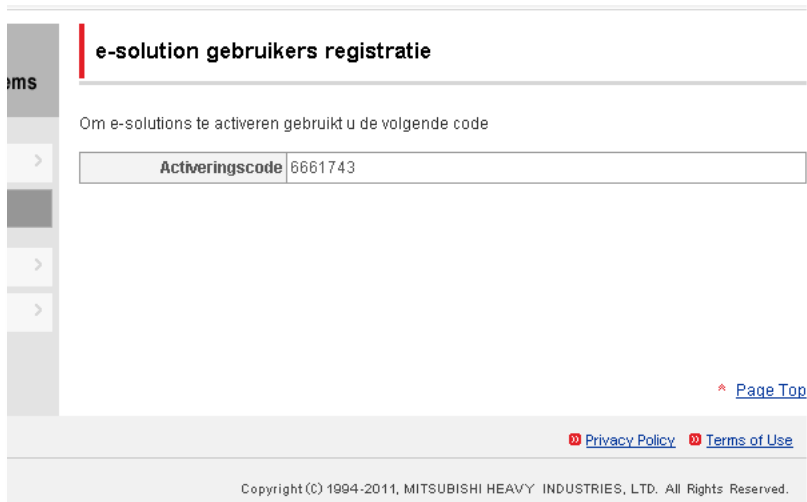 e-solution gebruikers registratie
ems
Om e-solutions te activeren gebruikt u de volgende code
Activeringscode 6661743
Page Top
Privacy Policy Terms of Use
Copyright (C) 1994-2011, MITSUBISHI HEAVY INDUSTRIES, LTD. All Rights Reserved.